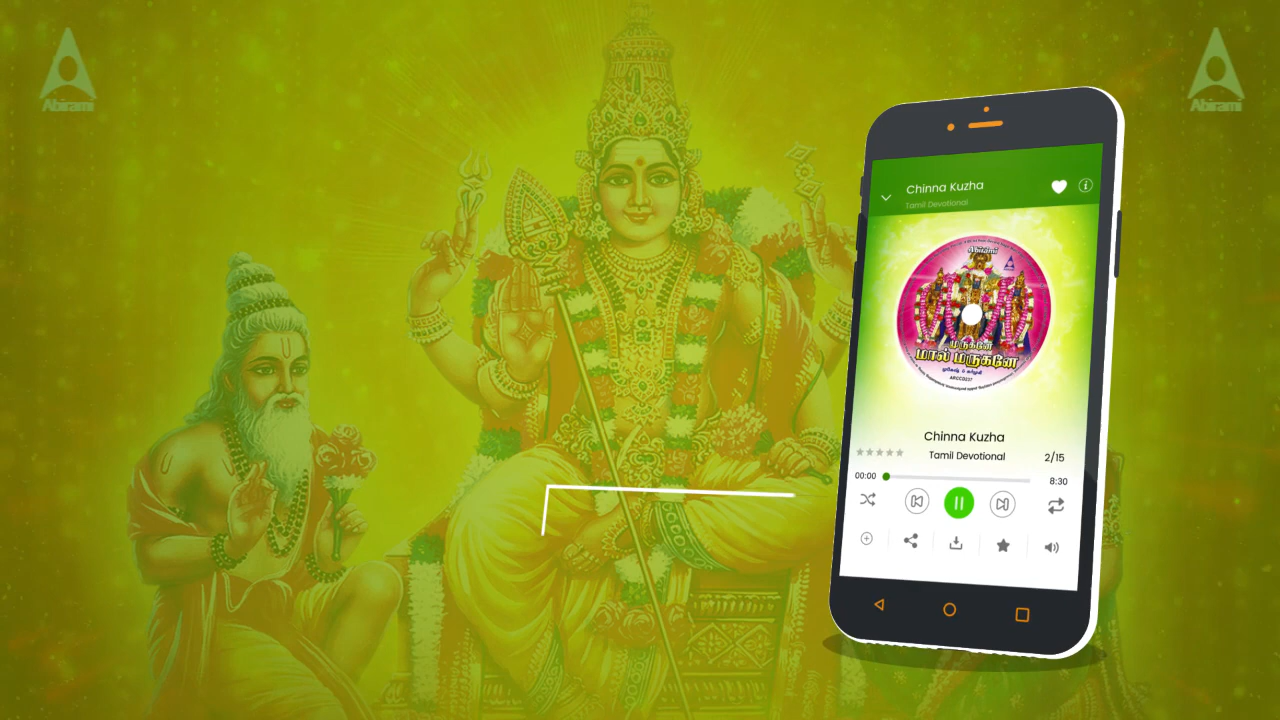 Abirami
Abirami
Chinna Kuzha
Tamil Devotional
Abirami
முருகனே
மால் மருகனே
Chinna Kuzha
Tamil Devotional
2/15
00:00
8:30